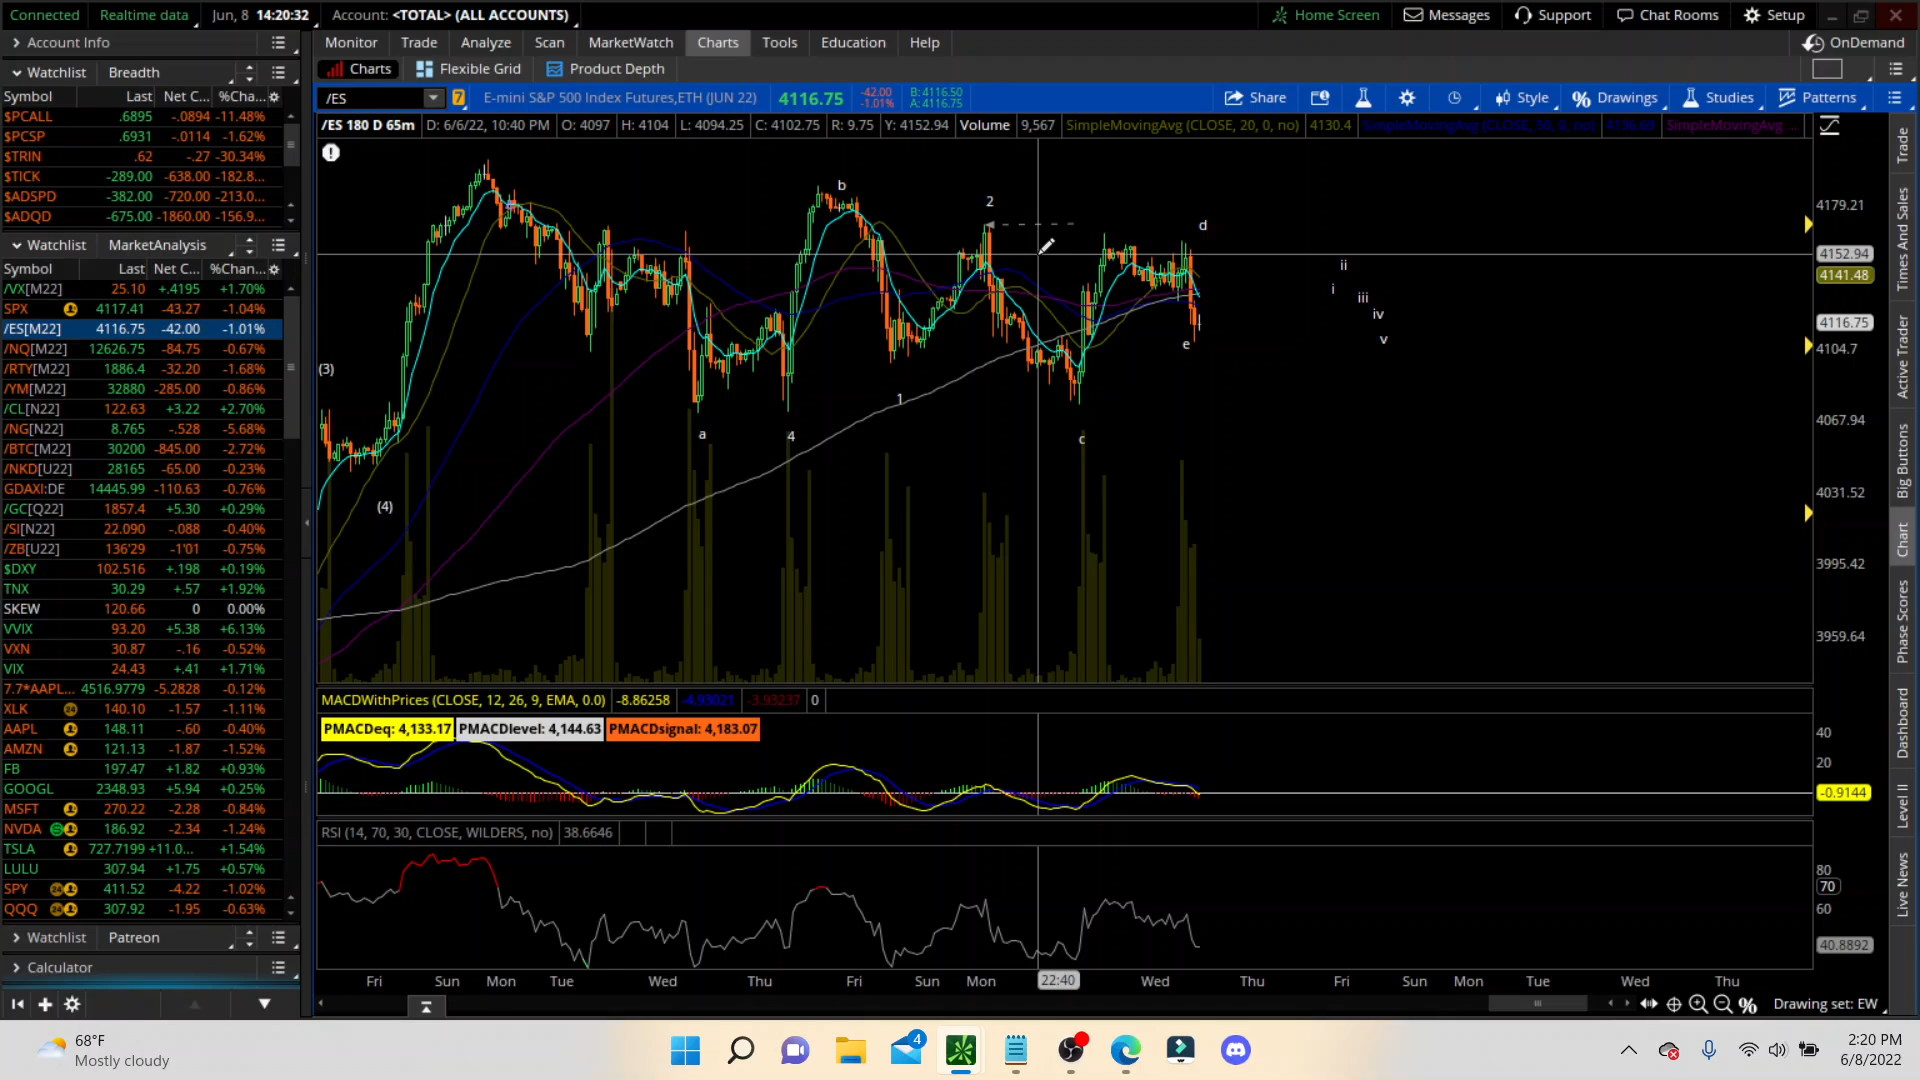 Connected Realtime data Jun, 8 14:20:32 Account: <TOTAL> (ALL ACCOUNTS) Home Screen Messages Support Chat Rooms Setup
Account Info
Monitor Trade Analyze Scan MarketWatch Charts Tools Education Help OnDemand
Watchlist Breadth
Charts Flexible Grid Product Depth
Symbol Last Net C... %Cha...
$PCALL .6895 -.0894 -11.48%
$PCSP .6931 -.0114 -1.62%
$TRIN .62 -.27 -30.34%
$TICK -289.00 -638.00 -182.8...
$ADSPD -382.00 -720.00 -213.0...
$ADQD -675.00 -1860.00 -156.9...
Watchlist MarketAnalysis
Symbol Last Net C... %Chan...
/VX[M22] 25.10 +.4195 +1.70%
SPX 4117.41 -43.27 -1.04%
/ES[M22] 4116.75 -42.00 -1.01%
/NQ[M22] 12626.75 -84.75 -0.67%
/RTY[M22] 1886.4 -32.20 -1.68%
/YM[M22] 32880 -285.00 -0.86%
/CL[N22] 122.63 +3.22 +2.70%
/NG[N22] 8.765 -.528 -5.68%
/BTC[M22] 30200 -845.00 -2.72%
/NKD[U22] 28165 -65.00 -0.23%
GDAXI:DE 14445.99 -110.63 -0.76%
/GC[Q22] 1857.4 +5.30 +0.29%
/SI[N22] 22.090 -.088 -0.40%
/ZB[U22] 136'29 -1'01 -0.75%
$DXY 102.516 +.198 +0.19%
TNX 30.29 +.57 +1.92%
SKEW 120.66 0 0.00%
VVIX 93.20 +5.38 +6.13%
VXN 30.87 -.16 -0.52%
VIX 24.43 +.41 +1.71%
7.7*AAPL... 4516.9779 -5.2828 -0.12%
XLK 140.10 -1.57 -1.11%
AAPL 148.11 -.60 -0.40%
AMZN 121.13 -1.87 -1.52%
FB 197.47 +1.82 +0.93%
GOOGL 2348.93 +5.94 +0.25%
MSFT 270.22 -2.28 -0.84%
NVDA 186.92 -2.34 -1.24%
TSLA 727.7199 +11.0... +1.54%
LULU 307.94 +1.75 +0.57%
SPY 411.52 -4.22 -1.02%
QQQ 307.92 -1.95 -0.63%
Watchlist Patreon
Calculator
/ES 7 E-mini S&P 500 Index Futures,ETH (JUN 22) 4116.75 -42.00 -1.01% B: 4116.50 A: 4116.75 Share Style Drawings Studies Patterns
/ES 180 D 65m D: 6/6/22, 10:40 PM O: 4097 H: 4104 L: 4094.25 C: 4102.75 R: 9.75 Y: 4152.94 Volume 9,567 SimpleMovingAvg (CLOSE, 20, 0, no) 4130.4 SimpleMovingAvg (CLOSE, 50, 0, no) SimpleMovingAvg ...
b
2
d
ii
i
iii
iv
v
e
(3)
1
a
4
c
(4)
4179.21
4152.94
4141.48
4116.75
4104.7
4067.94
4031.52
3995.42
3959.64
MACDWithPrices (CLOSE, 12, 26, 9, EMA, 0.0) -8.86258 -4.93021 -3.93237 0
PMACDeq: 4,133.17 PMACDlevel: 4,144.63 PMACDsignal: 4,183.07
40
20
-0.9144
RSI (14, 70, 30, CLOSE, WILDERS, no) 38.6646
80
70
60
40.8892
Fri Sun Mon Tue Wed Thu Fri Sun Mon 22:40 Wed Thu Fri Sun Mon Tue Wed Thu
Drawing set: EW
Trade
Times And Sales
Active Trader
Big Buttons
Chart
Phase Scores
Dashboard
Level II
Live News
68°F
Mostly cloudy
4
2:20 PM
6/8/2022